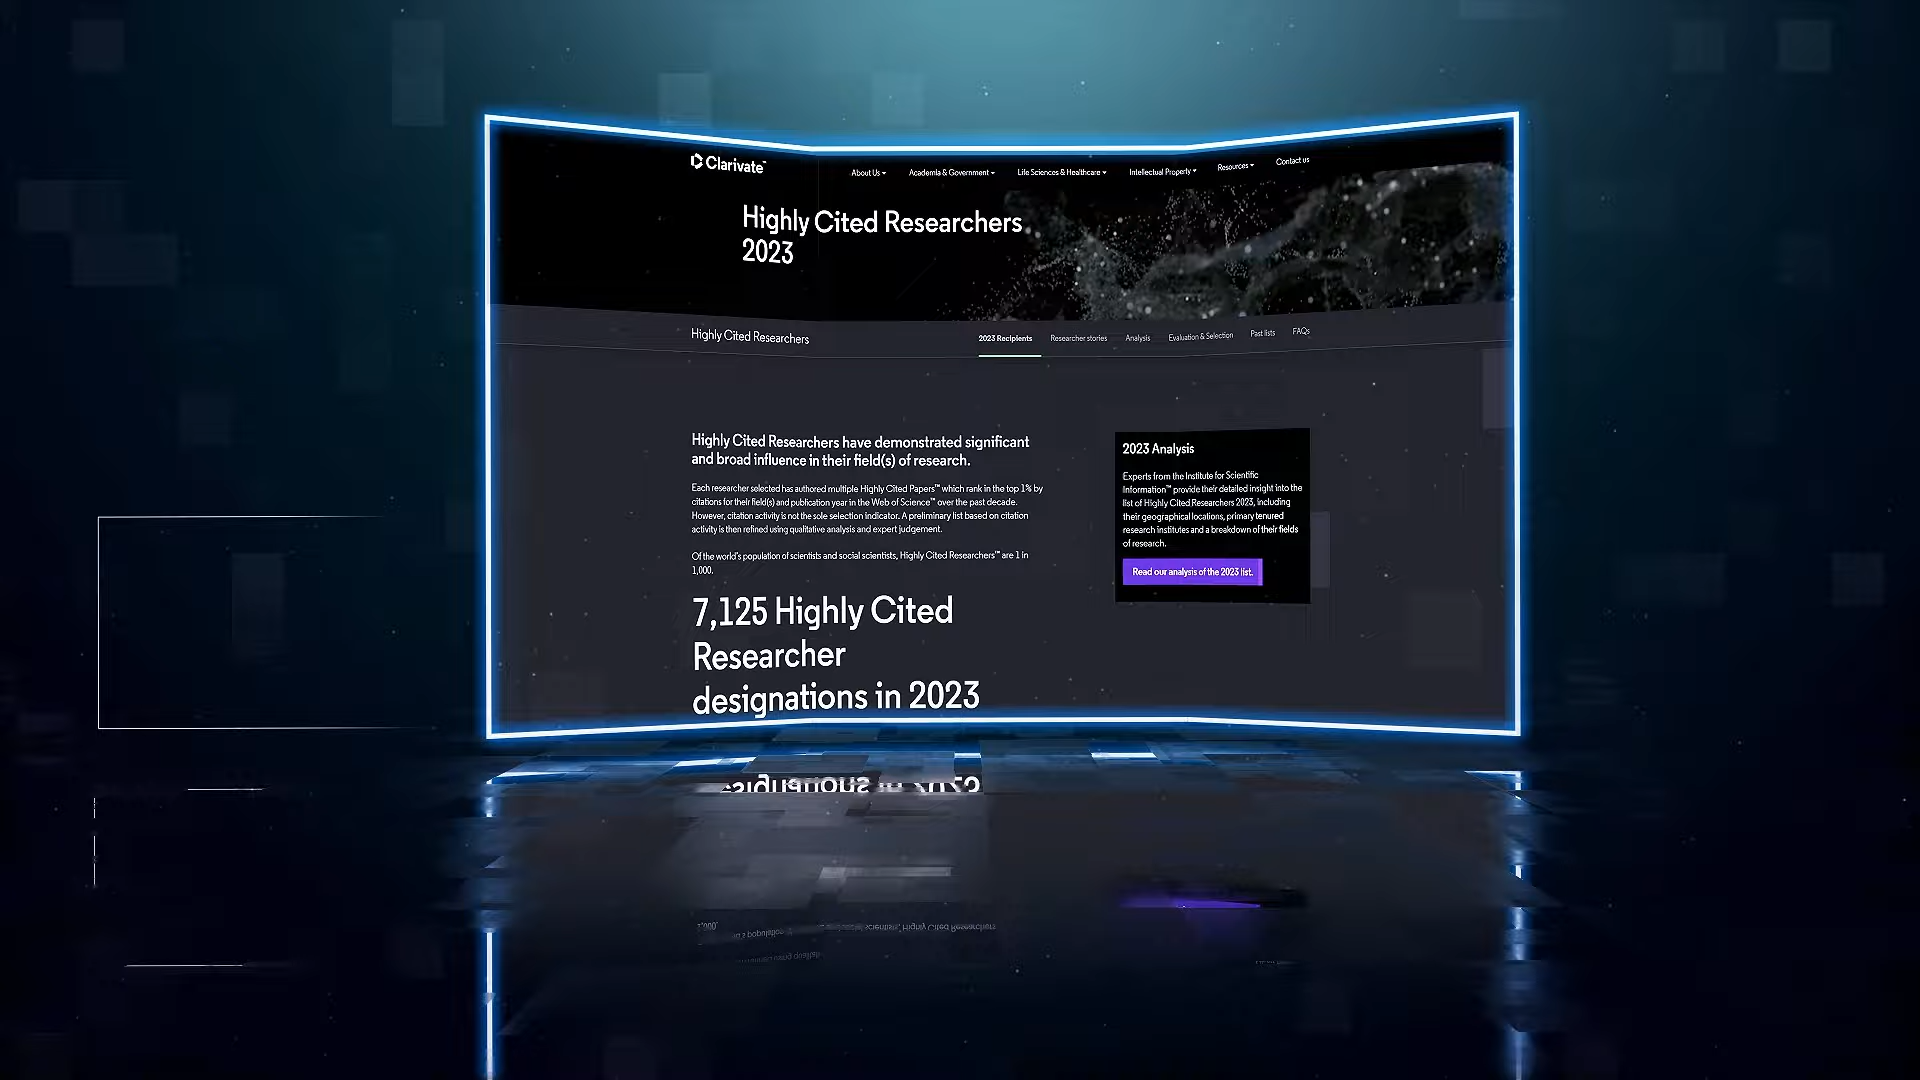 Clarivate™
About Us
Academia & Government
Life Sciences & Healthcare
Intellectual Property
Resources
Contact us
Highly Cited Researchers
2023
Highly Cited Researchers
2023 Recipients
Researcher stories
Analysis
Evaluation & Selection
Past lists
FAQs
Highly Cited Researchers have demonstrated significant
and broad influence in their field(s) of research.
Each researcher selected has authored multiple Highly Cited Papers™ which rank in the top 1% by
citations for their field(s) and publication year in the Web of Science™ over the past decade.
However, citation activity is not the sole selection indicator. A preliminary list based on citation
activity is then refined using qualitative analysis and expert judgement.
Of the world's population of scientists and social scientists, Highly Cited Researchers™ are 1 in
1,000.
7,125 Highly Cited
Researcher
designations in 2023
2023 Analysis
Experts from the Institute for Scientific
Information™ provide their detailed insight into the
list of Highly Cited Researchers 2023, including
their geographical locations, primary tenured
research institutes and a breakdown of their fields
of research.
Read our analysis of the 2023 list.